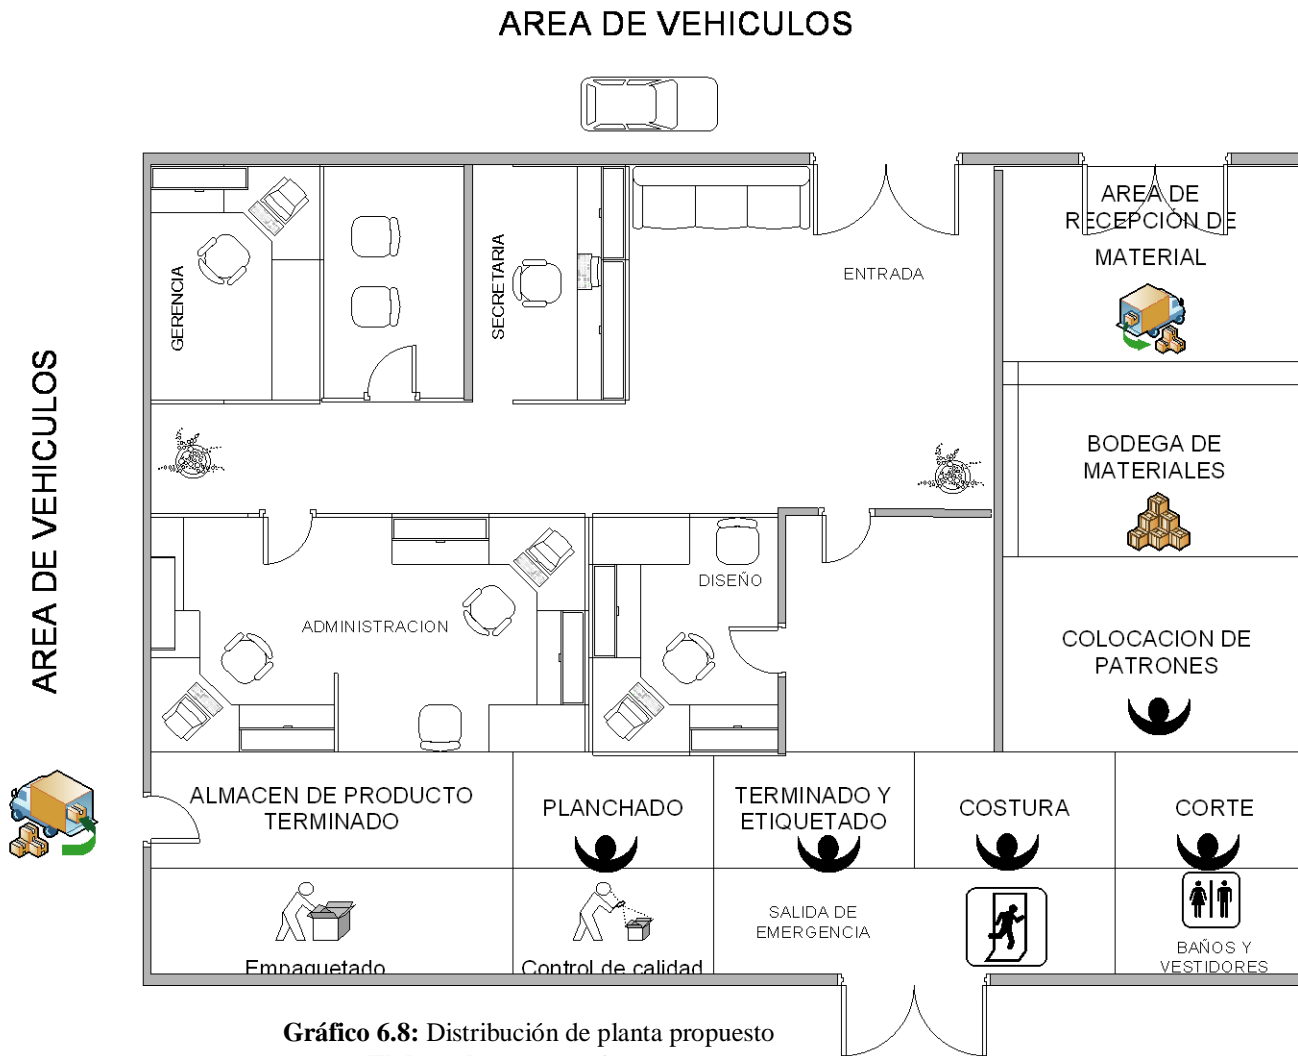 AREA DE VEHICULOS
AREA DE
RECEPCIÓN DE
MATERIAL
GERENCIA
SECRETARIA
ENTRADA
AREA DE VEHICULOS
BODEGA DE
MATERIALES
DISEÑO
ADMINISTRACION
COLOCACION DE
PATRONES
ALMACEN DE PRODUCTO
TERMINADO
PLANCHADO
TERMINADO Y
ETIQUETADO
COSTURA
CORTE
SALIDA DE
EMERGENCIA
BAÑOS Y
VESTIDORES
Empaquetado
Control de calidad
Gráfico 6.8: Distribución de planta propuesto